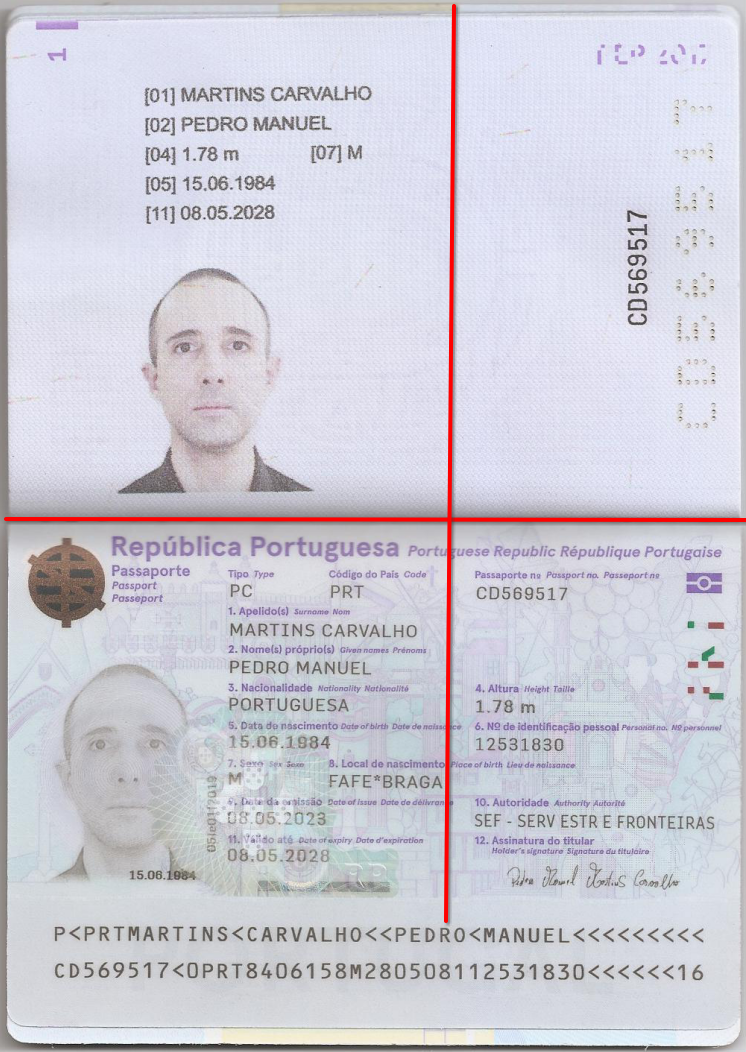 1
FEP 2017
[01] MARTINS CARVALHO
[02] PEDRO MANUEL
[04] 1.78 m [07] M
[05] 15.06.1984
[11] 08.05.2028
CD569517
República Portuguesa Portuguese Republic République Portugaise
Passaporte
Passport
Passeport
Tipo Type
PC
Código do País Code
PRT
Passaporte nº Passport no. Passeport nº
CD569517
1. Apelido(s) Surname Nom
MARTINS CARVALHO
2. Nome(s) próprio(s) Given names Prénoms
PEDRO MANUEL
3. Nacionalidade Nationality Nationalité
PORTUGUESA
4. Altura Height Taille
1.78 m
5. Data de nascimento Date of birth Date de naissance
15.06.1984
6. Nº de identificação pessoal Personal no. Nº personnel
12531830
7. Sexo Sex Sexe
M
8. Local de nascimento Place of birth Lieu de naissance
FAFE*BRAGA
9. Data da emissão Date of issue Date de délivrance
08.05.2023
10. Autoridade Authority Autorité
SEF - SERV ESTR E FRONTEIRAS
11. Válido até Date of expiry Date d'expiration
08.05.2028
12. Assinatura do titular
Holder's signature Signature du titulaire
Pedro Manuel Martins Carvalho
15.06.1984
P<PRTMARTINS<CARVALHO<<PEDRO<MANUEL<<<<<<<<<
CD569517<0PRT8406158M280508112531830<<<<<<16